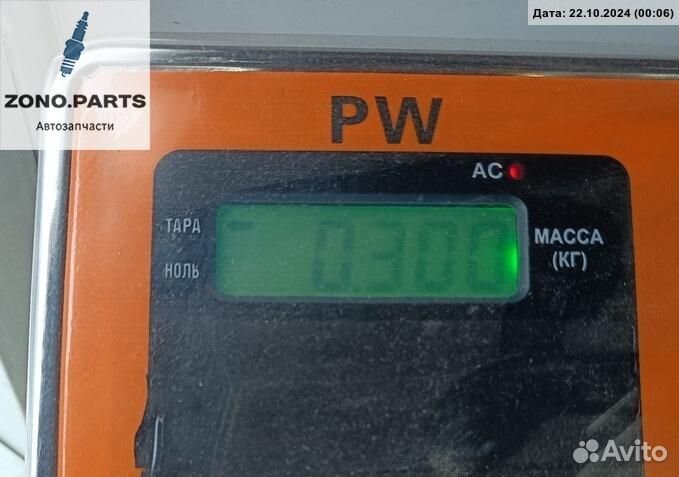 Дата: 22.10.2024 (00:06)
ZONO.PARTS
Автозапчасти
PW
AC
ТАРА
0.300
МАССА
(КГ)
НОЛЬ
Avito